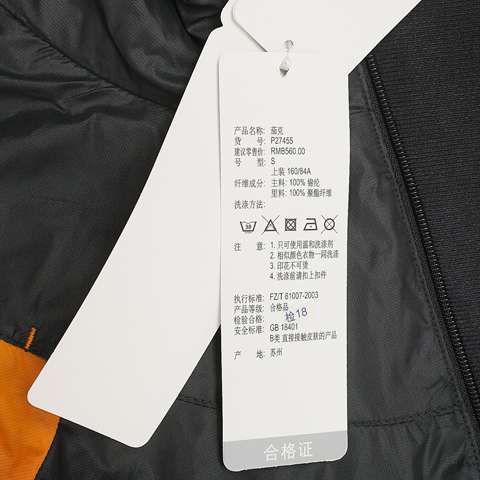 产品名称: 茄克
货 号: P27455
建议零售价: RMB560.00
号 型: S
上装 160/84A
纤维成分: 主料: 100% 锦纶
里料: 100% 聚酯纤维
洗涤方法:
30
注 意: 1. 只可使用温和洗涤剂
2. 相似颜色衣物一同洗涤
3. 印花不可烫
4. 洗涤前请扣上扣件
执行标准: FZ/T 81007-2003
产品等级: 合格品
检验合格: 检18
安全标准: GB 18401
B类 直接接触皮肤的产品
产 地: 苏州
合格证